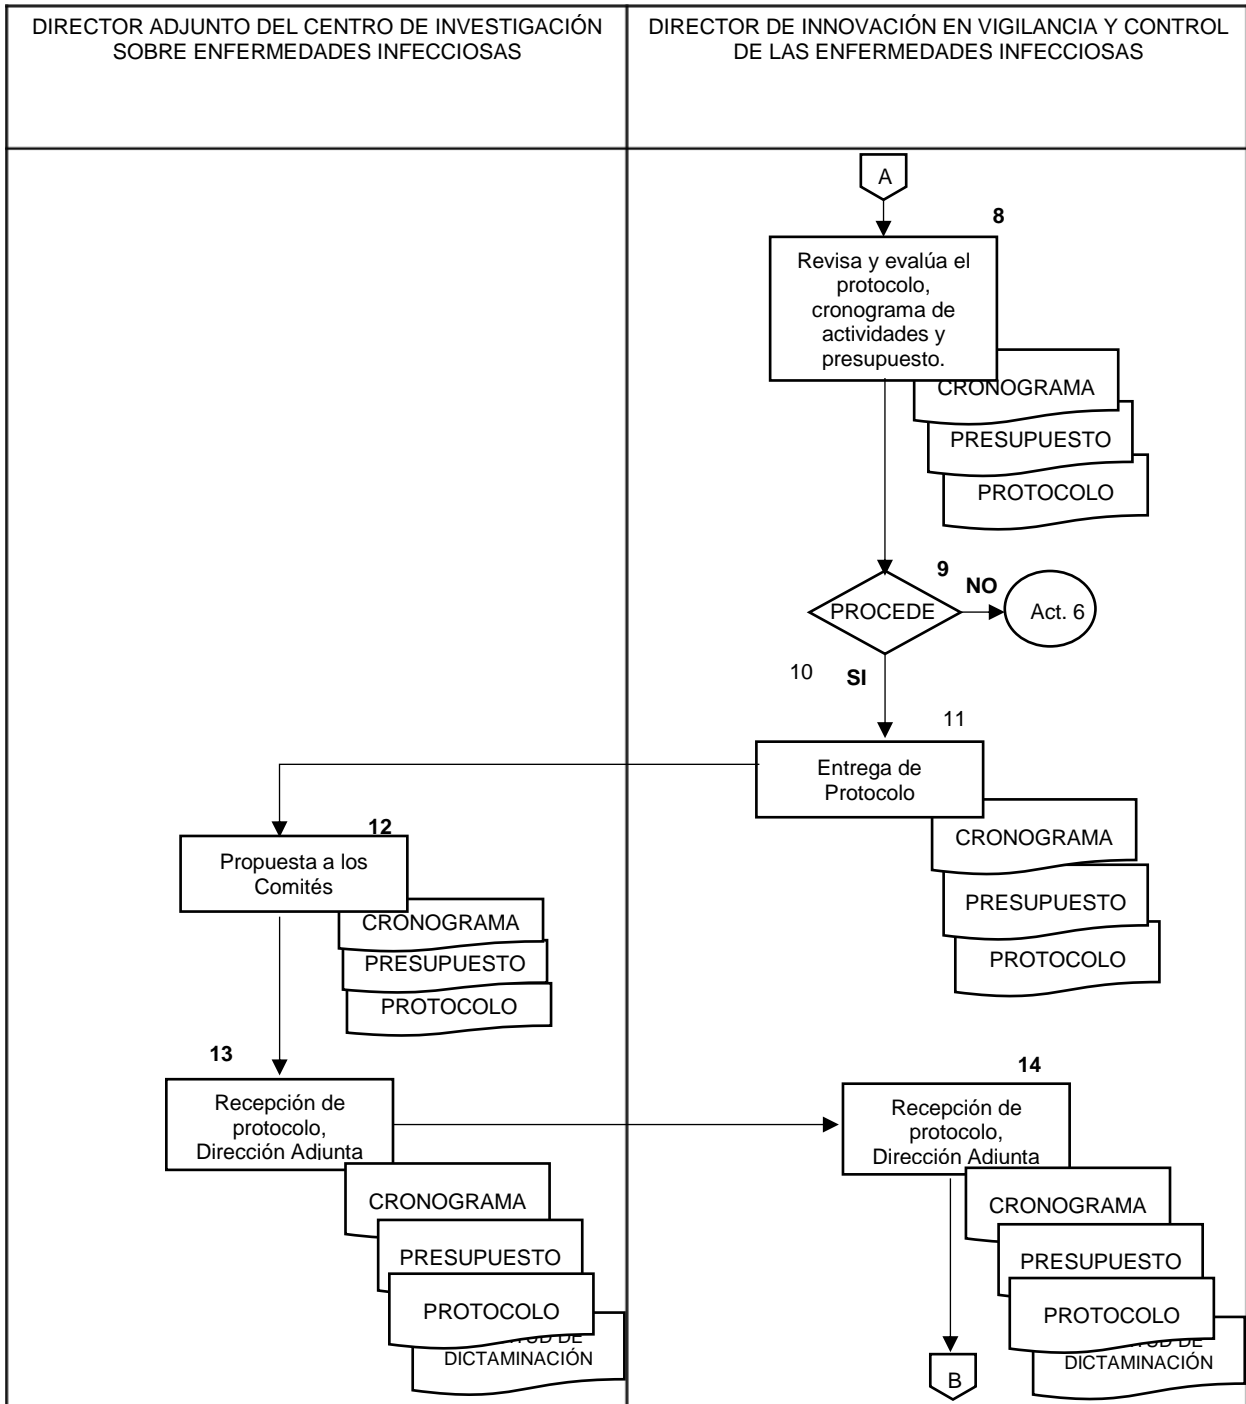 DIRECTOR ADJUNTO DEL CENTRO DE INVESTIGACIÓN
SOBRE ENFERMEDADES INFECCIOSAS
DIRECTOR DE INNOVACIÓN EN VIGILANCIA Y CONTROL
DE LAS ENFERMEDADES INFECCIOSAS
A
8
Revisa y evalúa el
protocolo,
cronograma de
actividades y
presupuesto.
CRONOGRAMA
PRESUPUESTO
PROTOCOLO
9
PROCEDE
NO
Act. 6
10
SI
11
Entrega de
Protocolo
CRONOGRAMA
PRESUPUESTO
PROTOCOLO
12
Propuesta a los
Comités
CRONOGRAMA
PRESUPUESTO
PROTOCOLO
13
Recepción de
protocolo,
Dirección Adjunta
CRONOGRAMA
PRESUPUESTO
PROTOCOLO
DE
DICTAMINACIÓN
14
Recepción de
protocolo,
Dirección Adjunta
CRONOGRAMA
PRESUPUESTO
PROTOCOLO
DE
DICTAMINACIÓN
B